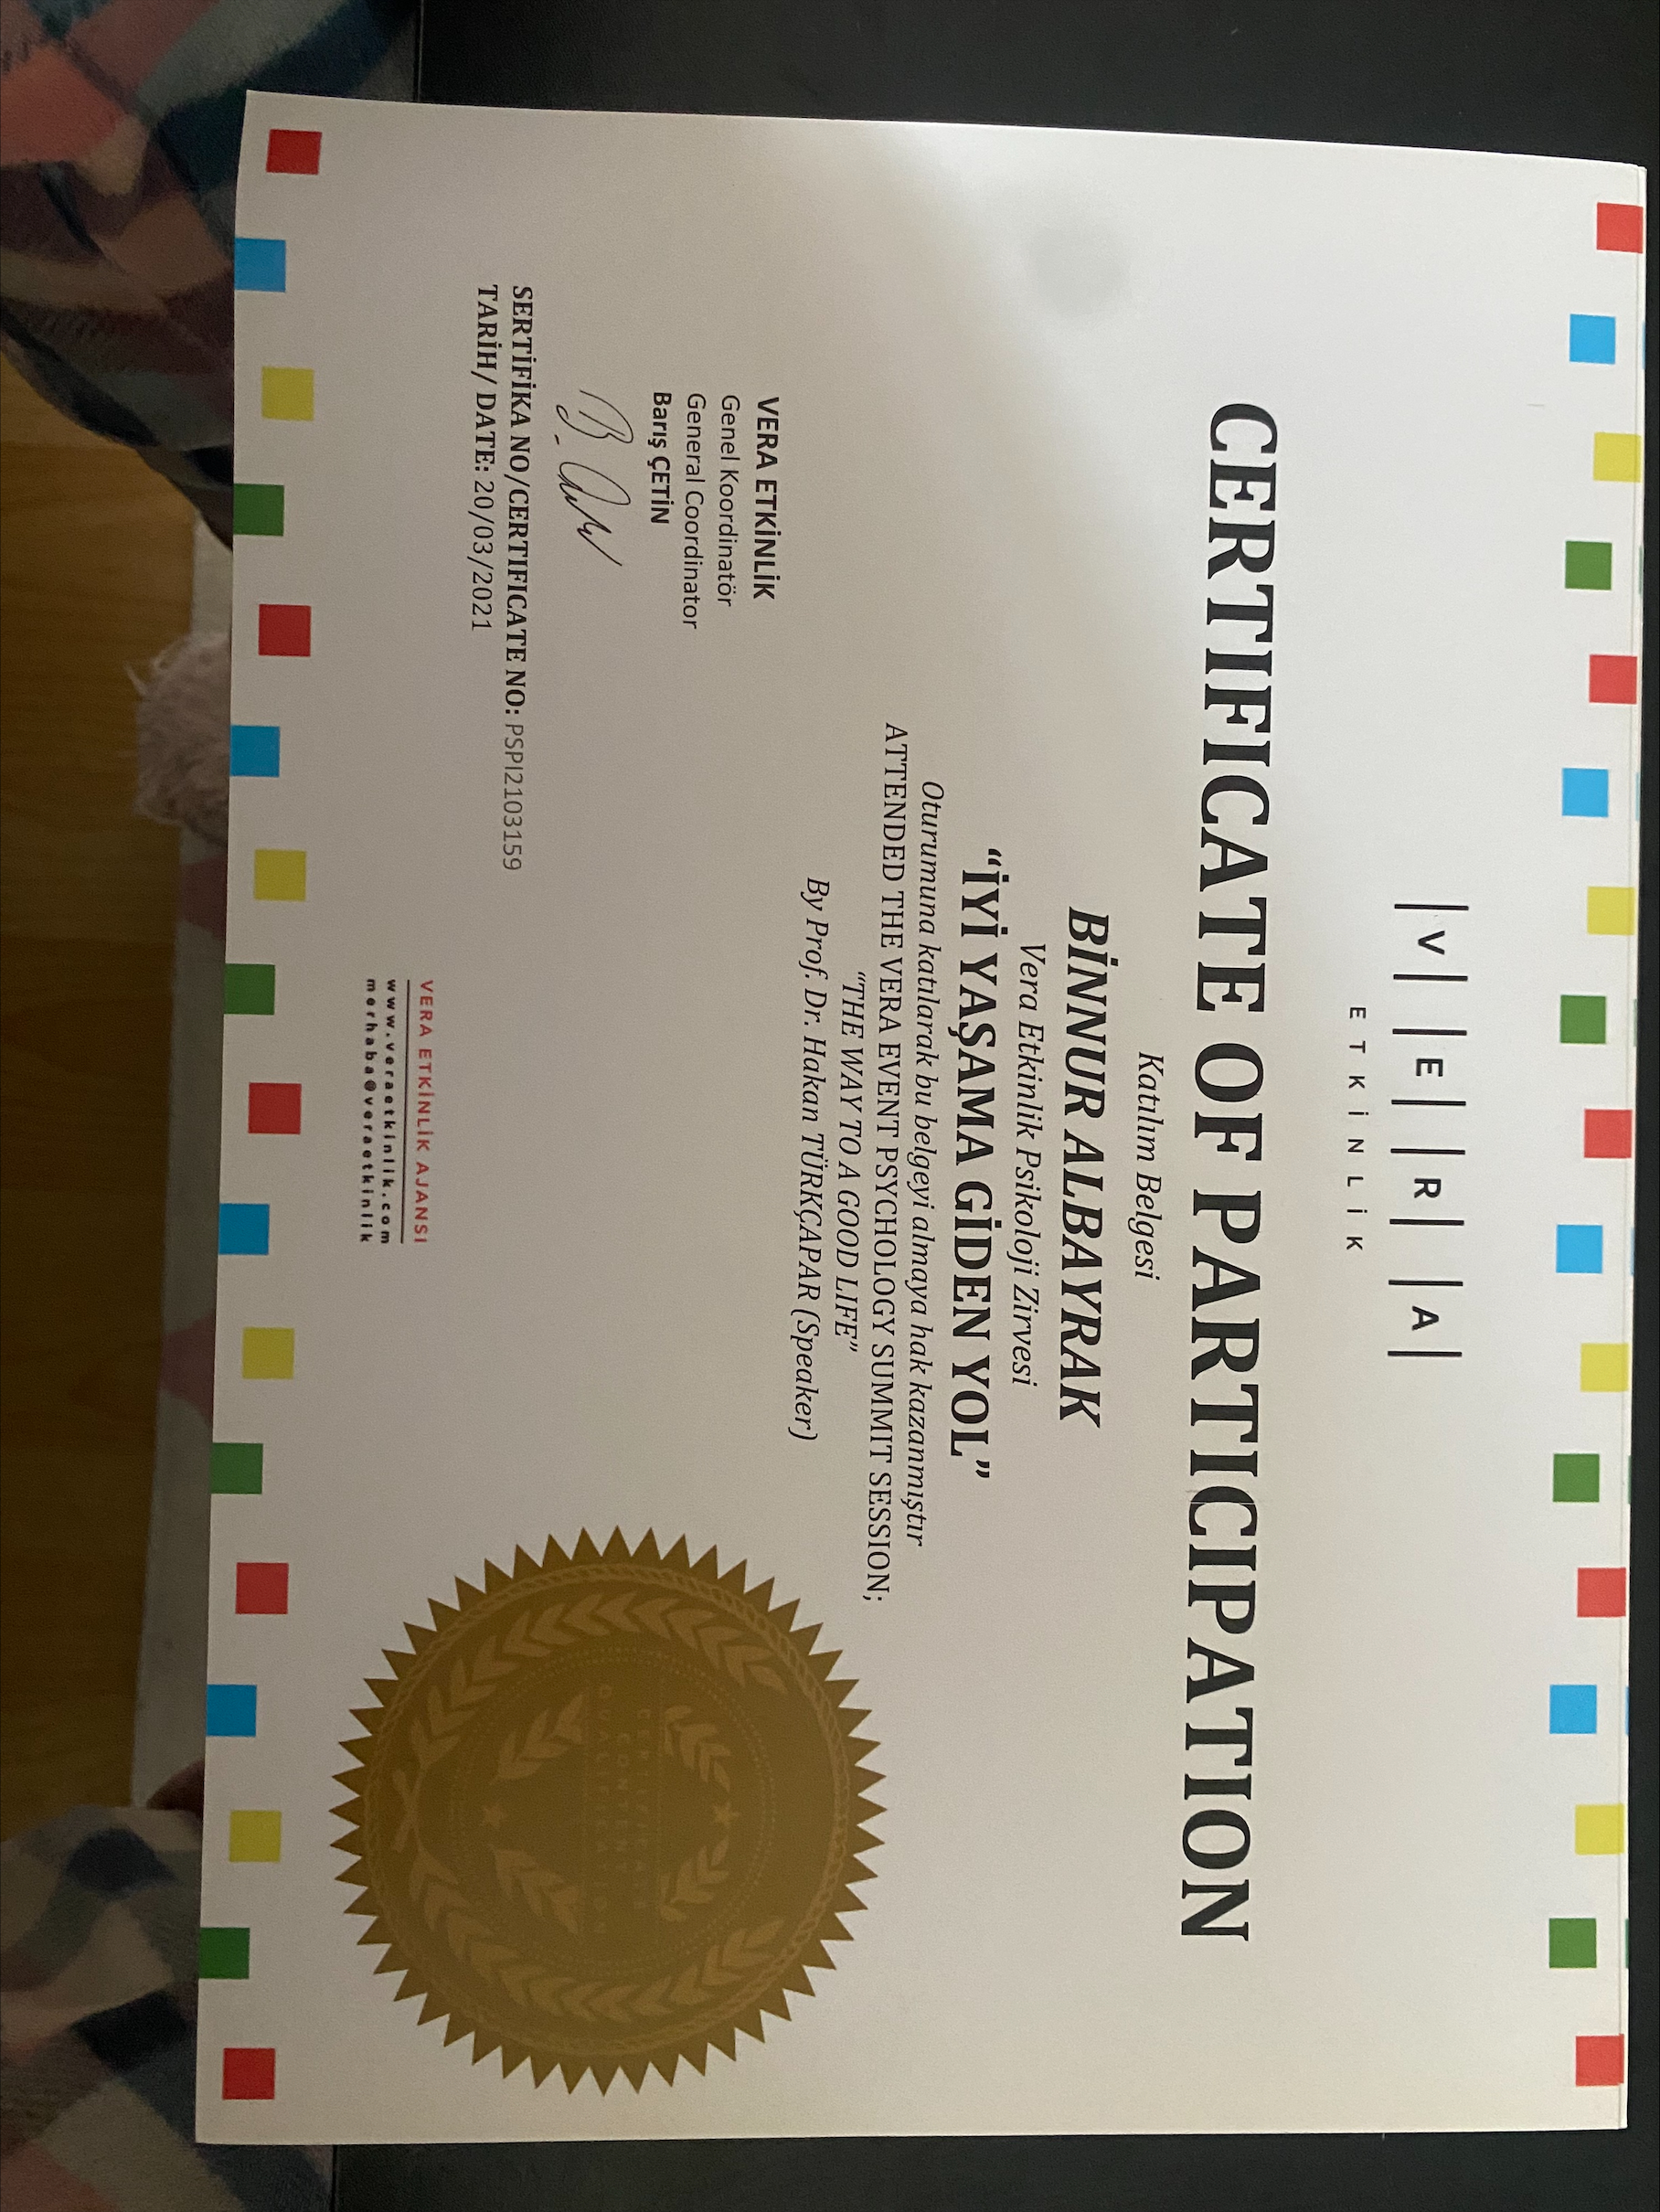 VERA
ETKİNLİK
CERTIFICATE OF PARTICIPATION
Katılım Belgesi
BİNNUR ALBAYRAK
Vera Etkinlik Psikoloji Zirvesi
“İYİ YAŞAMA GİDEN YOL”
Oturumuna katılarak bu belgeyi almaya hak kazanmıştır
ATTENDED THE VERA EVENT PSYCHOLOGY SUMMIT SESSION;
“THE WAY TO A GOOD LIFE”
By Prof. Dr. Hakan TÜRKÇAPAR (Speaker)
VERA ETKİNLİK
Genel Koordinatör
General Coordinator
Barış ÇETİN
SERTİFİKA NO/CERTIFICATE NO: PSPI2103159
TARİH/ DATE: 20/03/2021
VERA ETKİNLİK AJANSI
www.veraetkinlik.com
merhaba@veraetkinlik